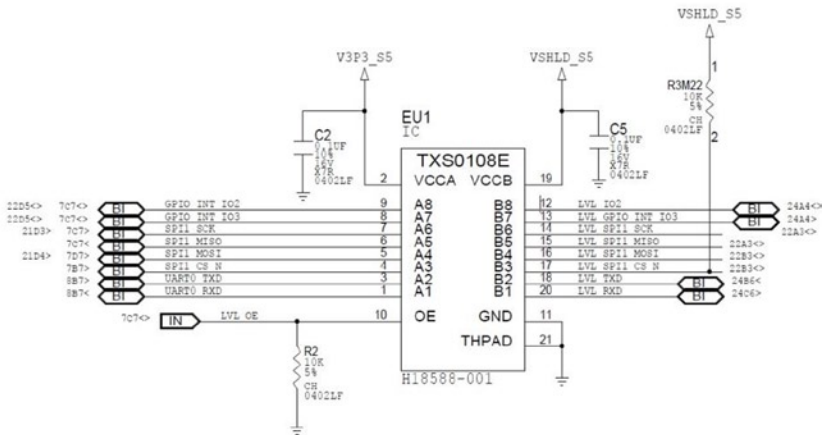 VSHLD_S5
V3P3_S5
VSHLD_S5
1
R3M22
10K
5%
CH
0402LF
2
EU1
IC
C2
0.1UF
10%
16V
X7R
0402LF
C5
0.1UF
10%
16V
X7R
0402LF
TXS0108E
2 VCCA VCCB 19
22D5<> 7C7<> BI GPIO INT IO2 9 A8 B8 12 LVL IO2 BI 24A4<>
22D5<> 7C7<> BI GPIO INT IO3 8 A7 B7 13 LVL GPIO INT IO3 BI 24A4>
21D3> 7C7> BI SPI1 SCK 7 A6 B6 14 LVL SPI1 SCK 22A3<>
7C7< BI SPI1 MISO 6 A5 B5 15 LVL SPI1 MISO 22A3<>
21D4> 7D7> BI SPI1 MOSI 5 A4 B4 16 LVL SPI1 MOSI 22B3<>
7B7> BI SPI1 CS N 4 A3 B3 17 LVL SPI1 CS N 22B3<>
8B7> BI UART0 TXD 3 A2 B2 18 LVL TXD BI 24B6<
8B7< BI UART0 RXD 1 A1 B1 20 LVL RXD BI 24C6>
7C7<> IN LVL OE 10 OE GND 11
THPAD 21
R2
10K
5%
CH
0402LF
H18588-001